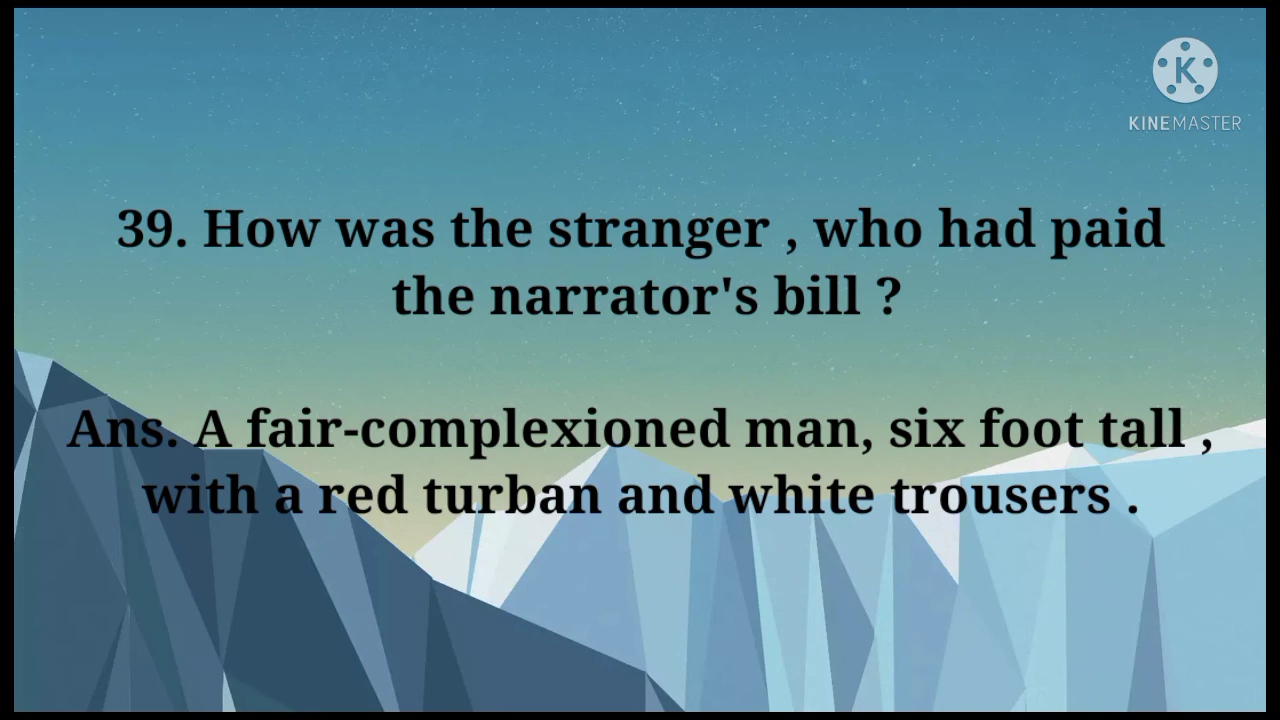 KINEMASTER
39. How was the stranger , who had paid
the narrator's bill ?
Ans. A fair-complexioned man, six foot tall ,
with a red turban and white trousers .